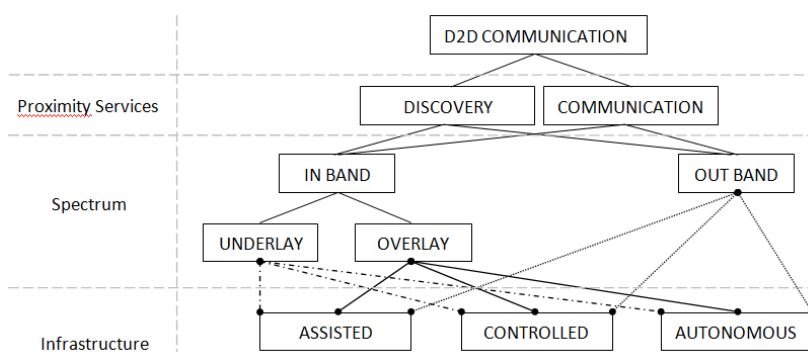 D2D COMMUNICATION
Proximity Services
DISCOVERY
COMMUNICATION
IN BAND
OUT BAND
Spectrum
UNDERLAY
OVERLAY
ASSISTED
CONTROLLED
AUTONOMOUS
Infrastructure